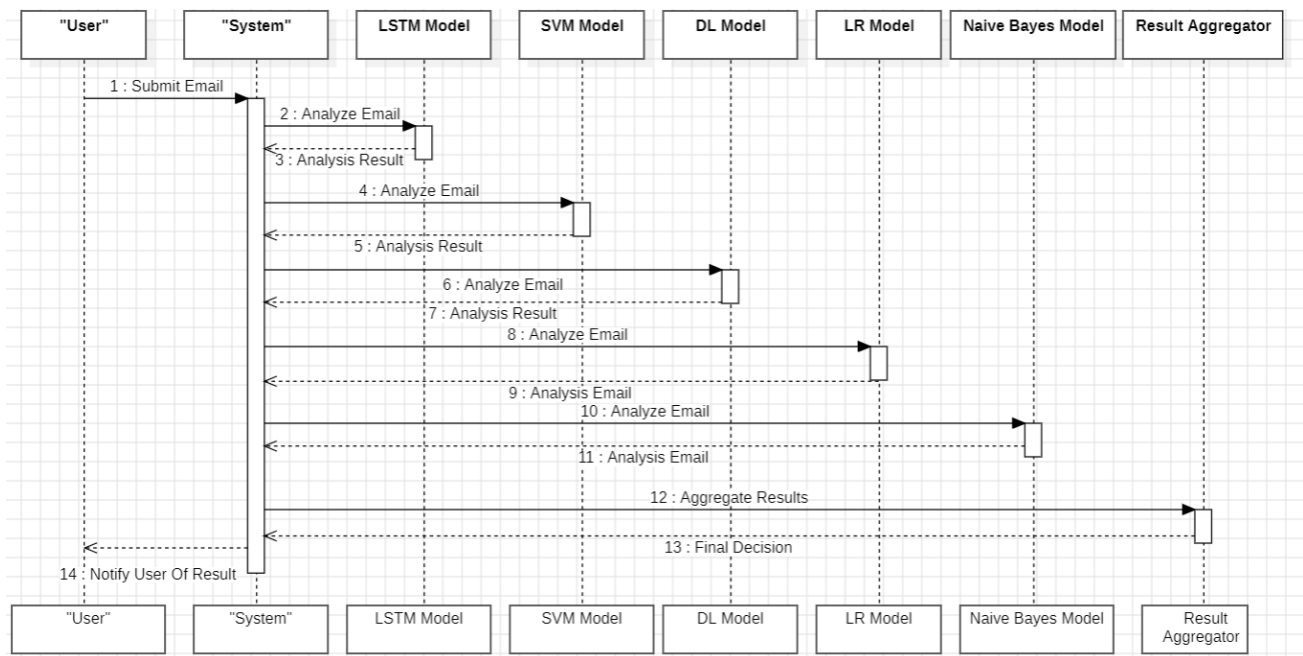 "User"
"System"
LSTM Model
SVM Model
DL Model
LR Model
Naive Bayes Model
Result Aggregator
1 : Submit Email
2 : Analyze Email
3 : Analysis Result
4 : Analyze Email
5 : Analysis Result
6 : Analyze Email
7 : Analysis Result
8 : Analyze Email
9 : Analysis Email
10 : Analyze Email
11 : Analysis Email
12 : Aggregate Results
13 : Final Decision
14 : Notify User Of Result
"User"
"System"
LSTM Model
SVM Model
DL Model
LR Model
Naive Bayes Model
Result
Aggregator